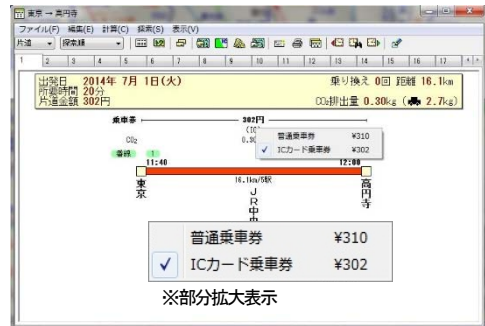 東京 → 高円寺
ファイル(F) 編集(E) 計算(C) 探索(S) 表示(V)
片道 探索順
1 2 3 4 5 6 7 8 9 10 11 12 13 14 15 16 17
出発日 2014年 7月 1日(火) 乗り換え 0回 距離 16.1km
所要時間 20分
片道金額 302円 CO₂排出量 0.30kg ( 2.7kg)
乗車券 302円
(IC)
CO₂ 0.30
普通乗車券 ¥310
✓ ICカード乗車券 ¥302
番線 1
11:40 12:00
東京 16.1km/5駅 高円寺
JR中
普通乗車券 ¥310
✓ ICカード乗車券 ¥302
※部分拡大表示